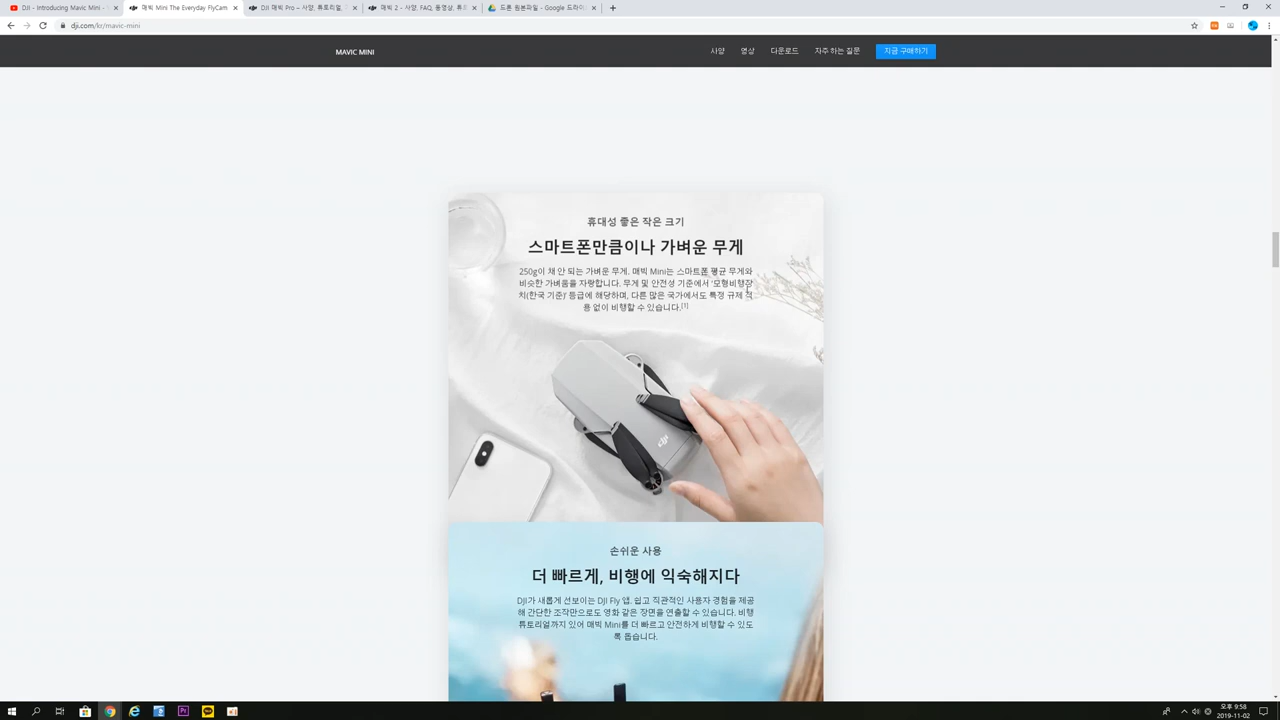 DJI - Introducing Mavic Mini -
매빅 Mini The Everyday FlyCam
DJI 매빅 Pro – 사양, 튜토리얼,
매빅 2 - 사양, FAQ, 동영상, 튜토
드론 원본파일 - Google 드라이
dji.com/kr/mavic-mini
MAVIC MINI
사양
영상
다운로드
자주 하는 질문
지금 구매하기
휴대성 좋은 작은 크기
스마트폰만큼이나 가벼운 무게
250g이 채 안 되는 가벼운 무게. 매빅 Mini는 스마트폰 평균 무게와
비슷한 가벼움을 자랑합니다. 무게 및 안전성 기준에서 '모형비행장
치(한국 기준)' 등급에 해당하며, 다른 많은 국가에서도 특정 규제 적
용 없이 비행할 수 있습니다.[1]
dji
손쉬운 사용
더 빠르게, 비행에 익숙해지다
DJI가 새롭게 선보이는 DJI Fly 앱. 쉽고 직관적인 사용자 경험을 제공
해 간단한 조작만으로도 영화 같은 장면을 연출할 수 있습니다. 비행
튜토리얼까지 있어 매빅 Mini를 더 빠르고 안전하게 비행할 수 있도
록 돕습니다.
Pr
오후 9:58
2019-11-02